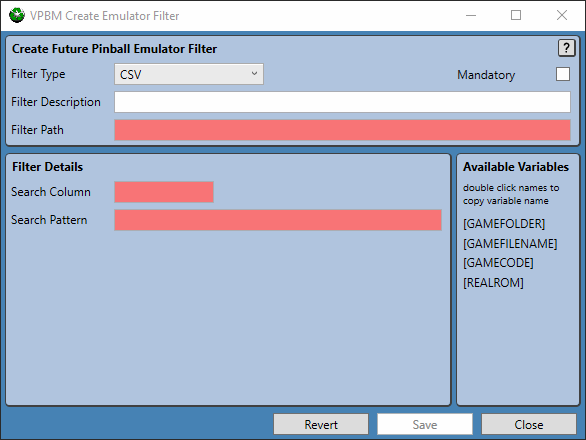 VPBM Create Emulator Filter
Create Future Pinball Emulator Filter
?
Filter Type
CSV
Mandatory
Filter Description
Filter Path
Filter Details
Search Column
Search Pattern
Available Variables
double click names to
copy variable name
[GAMEFOLDER]
[GAMEFILENAME]
[GAMECODE]
[REALROM]
Revert
Save
Close